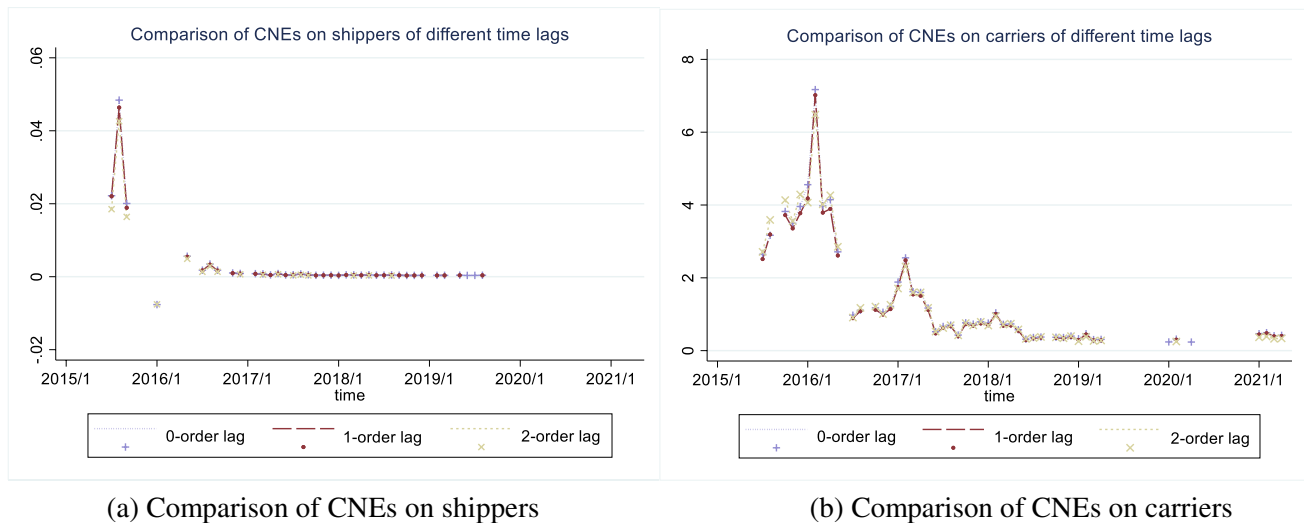 Comparison of CNEs on shippers of different time lags
.06
.04
.02
0
-.02
2015/1 2016/1 2017/1 2018/1 2019/1 2020/1 2021/1
time
0-order lag 1-order lag 2-order lag
(a) Comparison of CNEs on shippers
Comparison of CNEs on carriers of different time lags
8
6
4
2
0
2015/1 2016/1 2017/1 2018/1 2019/1 2020/1 2021/1
time
0-order lag 1-order lag 2-order lag
(b) Comparison of CNEs on carriers